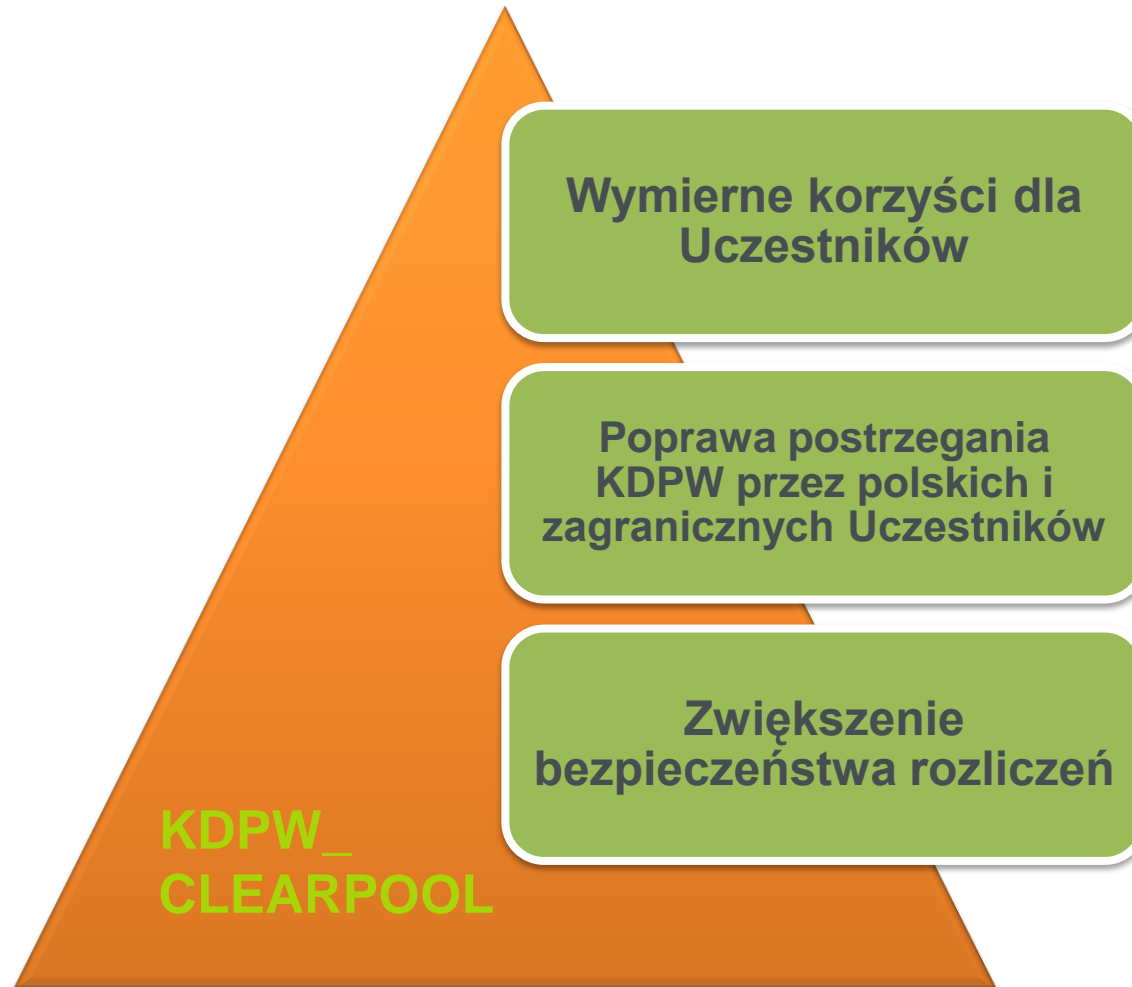 Wymierne korzyści dla
Uczestników
Poprawa postrzegania
KDPW przez polskich i
zagranicznych Uczestników
Zwiększenie
bezpieczeństwa rozliczeń
KDPW_
CLEARPOOL